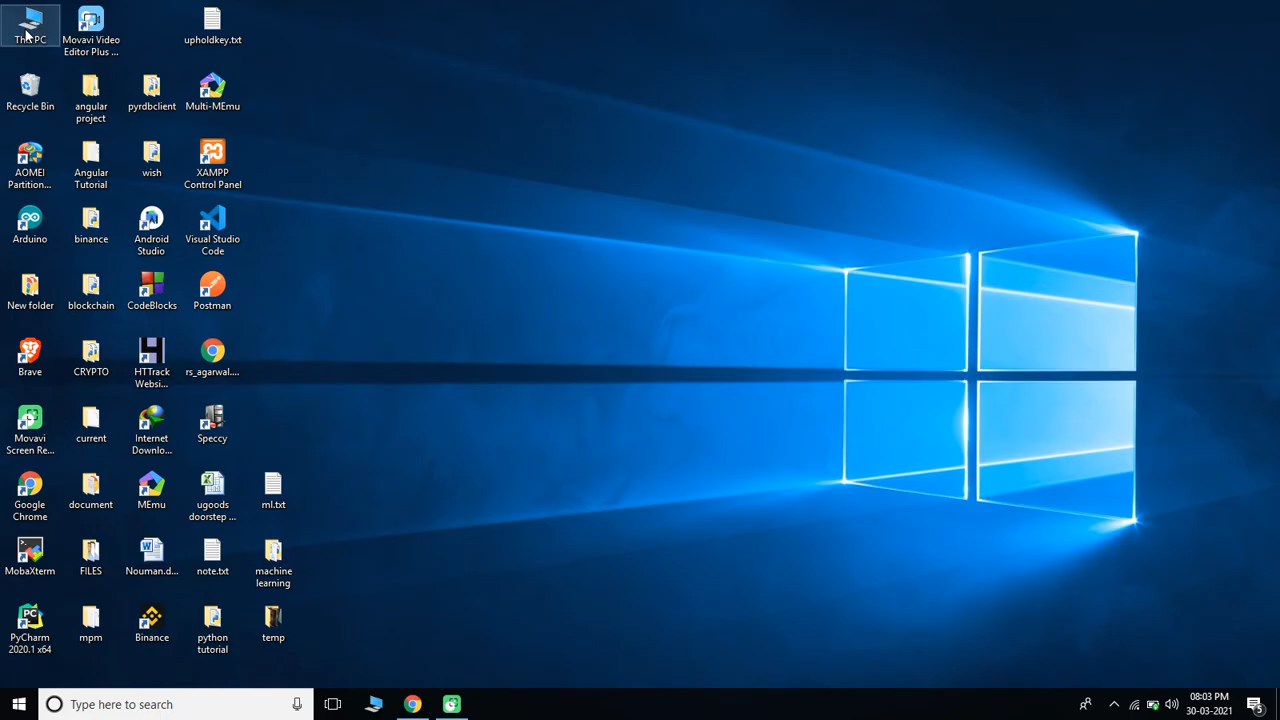 This PC
Movavi Video
Editor Plus ...
upholdkey.txt
Recycle Bin
angular
project
pyrdbclient
Multi-MEmu
AOMEI
Partition...
Angular
Tutorial
wish
XAMPP
Control Panel
Arduino
binance
Android
Studio
Visual Studio
Code
New folder
blockchain
CodeBlocks
Postman
Brave
CRYPTO
HTTrack
Websi...
rs_agarwal....
Movavi
Screen Re...
current
Internet
Downlo...
Speccy
Google
Chrome
document
MEmu
ugoods
doorstep ...
ml.txt
MobaXterm
FILES
Nouman.d...
note.txt
machine
learning
PC
PyCharm
2020.1 x64
mpm
Binance
python
tutorial
temp
Type here to search
08:03 PM
30-03-2021